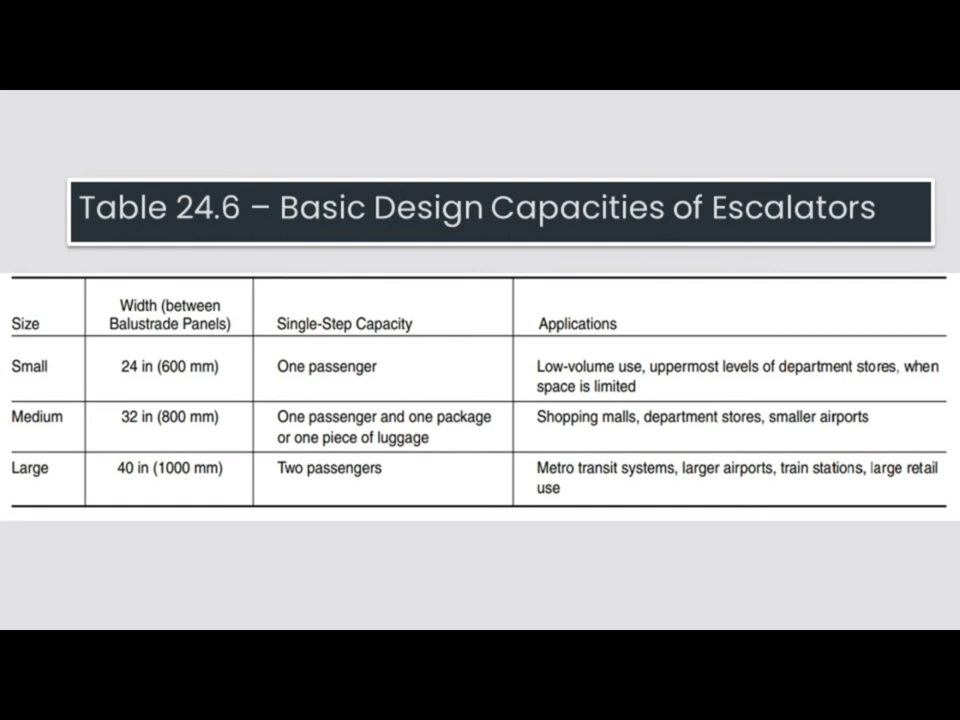 Table 24.6 – Basic Design Capacities of Escalators
Width (between
Size Balustrade Panels) Single-Step Capacity Applications
Small 24 in (600 mm) One passenger Low-volume use, uppermost levels of department stores, when
space is limited
Medium 32 in (800 mm) One passenger and one package Shopping malls, department stores, smaller airports
or one piece of luggage
Large 40 in (1000 mm) Two passengers Metro transit systems, larger airports, train stations, large retail
use